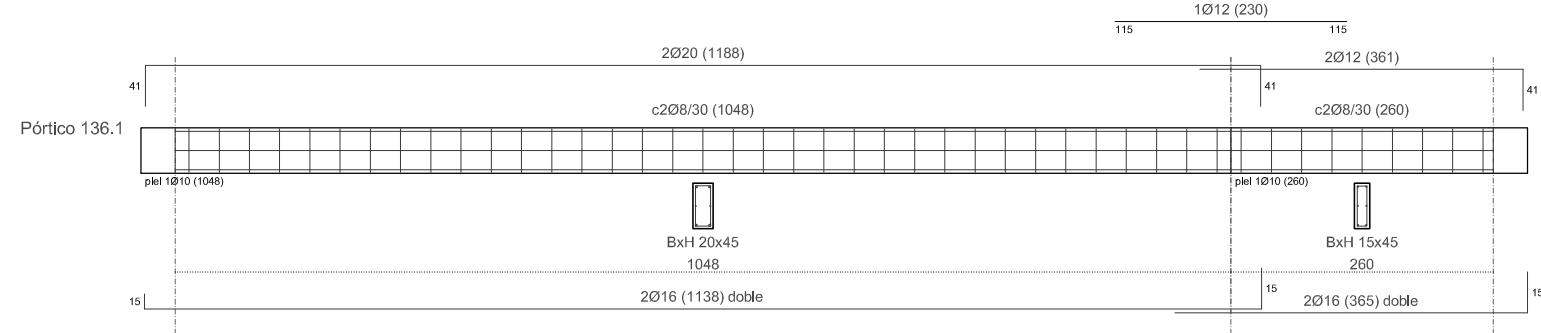 1Ø12 (230)
115 115
2Ø20 (1188)
2Ø12 (361)
41 41 41
c2Ø8/30 (1048) c2Ø8/30 (260)
Pórtico 136.1
piel 1Ø10 (1048) piel 1Ø10 (260)
BxH 20x45 BxH 15x45
1048 260
15 15 15
2Ø16 (1138) doble 2Ø16 (365) doble